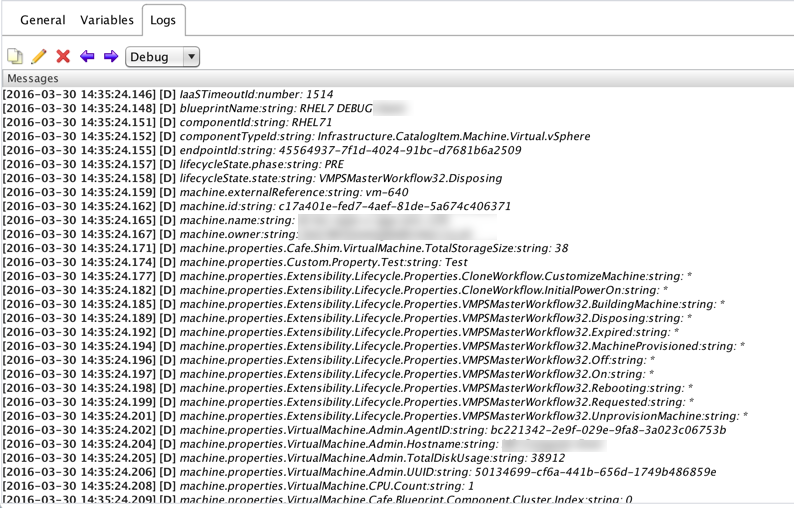 General Variables Logs
Debug
Messages
[2016-03-30 14:35:24.146] [D] IaaSTimeoutId:number: 1514
[2016-03-30 14:35:24.148] [D] blueprintName:string: RHEL7 DEBUG
[2016-03-30 14:35:24.151] [D] componentId:string: RHEL71
[2016-03-30 14:35:24.152] [D] componentTypeId:string: Infrastructure.CatalogItem.Machine.Virtual.vSphere
[2016-03-30 14:35:24.155] [D] endpointId:string: 45564937-7f1d-4024-91bc-d7681b6a2509
[2016-03-30 14:35:24.157] [D] lifecycleState.phase:string: PRE
[2016-03-30 14:35:24.158] [D] lifecycleState.state:string: VMPSMasterWorkflow32.Disposing
[2016-03-30 14:35:24.159] [D] machine.externalReference:string: vm-640
[2016-03-30 14:35:24.162] [D] machine.id:string: c17a401e-fed7-4aef-81de-5a674c406371
[2016-03-30 14:35:24.165] [D] machine.name:string:
[2016-03-30 14:35:24.167] [D] machine.owner:string:
[2016-03-30 14:35:24.171] [D] machine.properties.Cafe.Shim.VirtualMachine.TotalStorageSize:string: 38
[2016-03-30 14:35:24.174] [D] machine.properties.Custom.Property.Test:string: Test
[2016-03-30 14:35:24.177] [D] machine.properties.Extensibility.Lifecycle.Properties.CloneWorkflow.CustomizeMachine:string: *
[2016-03-30 14:35:24.182] [D] machine.properties.Extensibility.Lifecycle.Properties.CloneWorkflow.InitialPowerOn:string: *
[2016-03-30 14:35:24.185] [D] machine.properties.Extensibility.Lifecycle.Properties.VMPSMasterWorkflow32.BuildingMachine:string: *
[2016-03-30 14:35:24.189] [D] machine.properties.Extensibility.Lifecycle.Properties.VMPSMasterWorkflow32.Disposing:string: *
[2016-03-30 14:35:24.192] [D] machine.properties.Extensibility.Lifecycle.Properties.VMPSMasterWorkflow32.Expired:string: *
[2016-03-30 14:35:24.194] [D] machine.properties.Extensibility.Lifecycle.Properties.VMPSMasterWorkflow32.MachineProvisioned:string: *
[2016-03-30 14:35:24.196] [D] machine.properties.Extensibility.Lifecycle.Properties.VMPSMasterWorkflow32.Off:string: *
[2016-03-30 14:35:24.197] [D] machine.properties.Extensibility.Lifecycle.Properties.VMPSMasterWorkflow32.On:string: *
[2016-03-30 14:35:24.198] [D] machine.properties.Extensibility.Lifecycle.Properties.VMPSMasterWorkflow32.Rebooting:string: *
[2016-03-30 14:35:24.199] [D] machine.properties.Extensibility.Lifecycle.Properties.VMPSMasterWorkflow32.Requested:string: *
[2016-03-30 14:35:24.201] [D] machine.properties.Extensibility.Lifecycle.Properties.VMPSMasterWorkflow32.UnprovisionMachine:string: *
[2016-03-30 14:35:24.202] [D] machine.properties.VirtualMachine.Admin.AgentID:string: bc221342-2e9f-029e-9fa8-3a023c06753b
[2016-03-30 14:35:24.204] [D] machine.properties.VirtualMachine.Admin.Hostname:string:
[2016-03-30 14:35:24.205] [D] machine.properties.VirtualMachine.Admin.TotalDiskUsage:string: 38912
[2016-03-30 14:35:24.206] [D] machine.properties.VirtualMachine.Admin.UUID:string: 50134699-cf6a-441b-656d-1749b486859e
[2016-03-30 14:35:24.208] [D] machine.properties.VirtualMachine.CPU.Count:string: 1
[2016-03-30 14:35:24.209] [D] machine.properties.VirtualMachine.Cafe.Blueprint.Component.Cluster.Index:string: 0